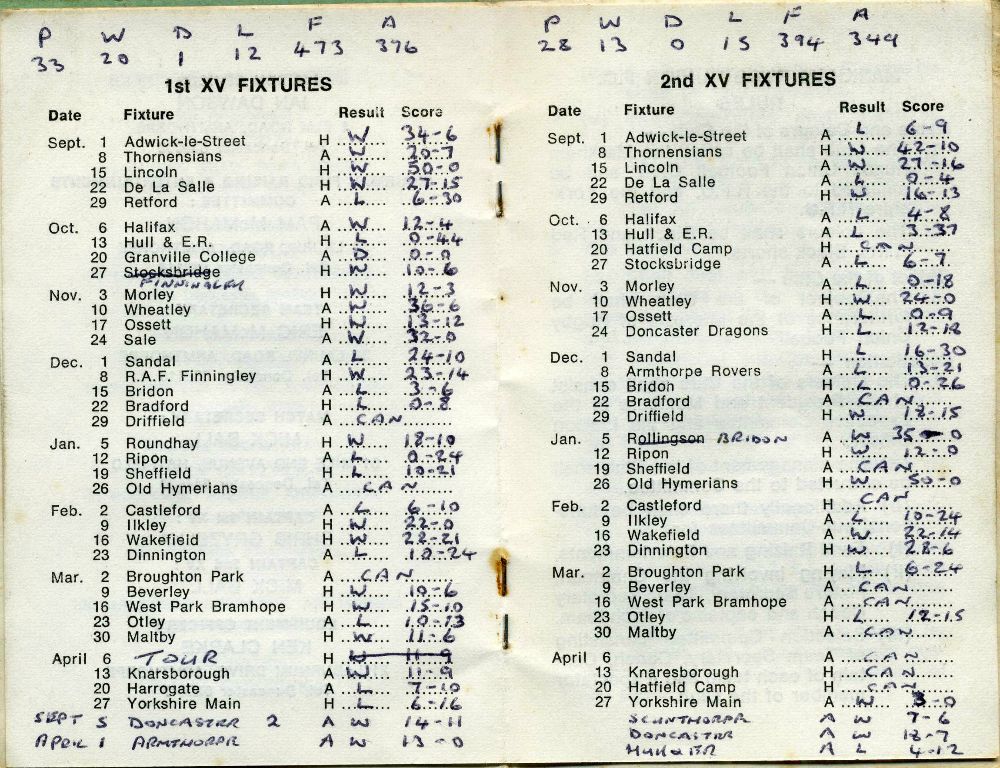 P W D L F A
33 20 1 12 473 376
1st XV FIXTURES
Date Fixture Result Score
Sept. 1 Adwick-le-Street H W 34-6
8 Thornensians A W 20-7
15 Lincoln H W 50-0
22 De La Salle H W 27-15
29 Retford A L 6-30
Oct. 6 Halifax A W 12-4
13 Hull & E.R. H L 0-44
20 Granville College A D 0-0
27 Stocksbridge H W 10-6
FINNINGLEY
Nov. 3 Morley H W 12-3
10 Wheatley A W 36-6
17 Ossett H W 13-12
24 Sale A W 32-0
Dec. 1 Sandal A L 24-10
8 R.A.F. Finningley H W 23-14
15 Bridon A L 3-6
22 Bradford H L 0-8
29 Driffield A CAN
Jan. 5 Roundhay H W 18-10
12 Ripon A L 0-24
19 Sheffield H L 10-21
26 Old Hymerians A CAN
Feb. 2 Castleford A L 6-10
9 Ilkley H W 22-0
16 Wakefield H W 22-21
23 Dinnington A L 10-24
Mar. 2 Broughton Park A CAN
9 Beverley H W 10-6
16 West Park Bramhope H W 15-10
23 Otley A L 10-13
30 Maltby H W 11-6
April 6 TOUR H W 11-9
13 Knarsborough A W 11-9
20 Harrogate A L 7-10
27 Yorkshire Main H L 6-16
SEPT 5 DONCASTER 2 A W 14-11
APRIL 1 ARMTHORPE A W 13-0
P W D L F A
28 13 0 15 394 344
2nd XV FIXTURES
Date Fixture Result Score
Sept. 1 Adwick-le-Street A L 6-9
8 Thornensians H W 42-10
15 Lincoln A W 27-16
22 De La Salle A L 0-4
29 Retford H W 16-13
Oct. 6 Halifax A L 4-8
13 Hull & E.R. A L 3-37
20 Hatfield Camp H CAN
27 Stocksbridge A L 6-7
Nov. 3 Morley A L 0-18
10 Wheatley H W 24-0
17 Ossett A L 0-9
24 Doncaster Dragons H L 12-18
Dec. 1 Sandal H L 16-30
8 Armthorpe Rovers A L 13-21
15 Bridon H L 0-26
22 Bradford A CAN
29 Driffield H W 18-15
Jan. 5 Rollingson BRIDON A W 35-0
12 Ripon H W 12-0
19 Sheffield A CAN
26 Old Hymerians H W 50-0
Feb. 2 Castleford H CAN
9 Ilkley A L 10-24
16 Wakefield A W 22-14
23 Dinnington H W 28-6
Mar. 2 Broughton Park H L 6-24
9 Beverley A CAN
16 West Park Bramhope A CAN
23 Otley H L 12-15
30 Maltby A CAN
April 6 A CAN
13 Knaresborough H CAN
20 Hatfield Camp H CAN
27 Yorkshire Main A W 3-0
SCUNTHORPE A W 7-6
DONCASTER A W 18-7
A L 4-12